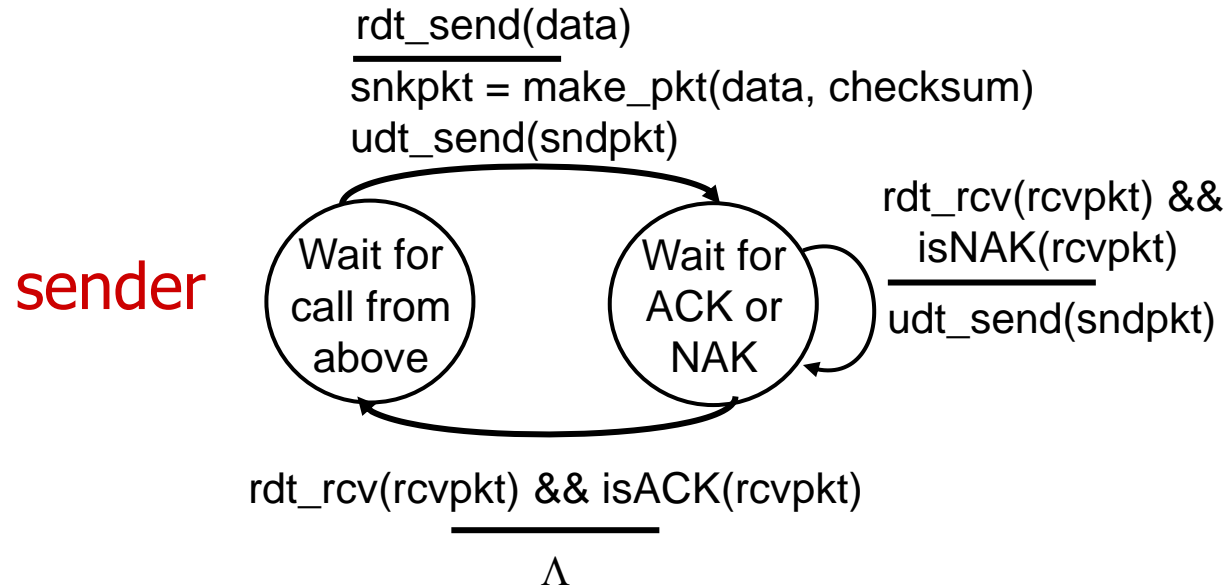 rdt_send(data)
snkpkt = make_pkt(data, checksum)
udt_send(sndpkt)
sender
Wait for
call from
above
Wait for
ACK or
NAK
rdt_rcv(rcvpkt) &&
isNAK(rcvpkt)
udt_send(sndpkt)
rdt_rcv(rcvpkt) && isACK(rcvpkt)
Λ